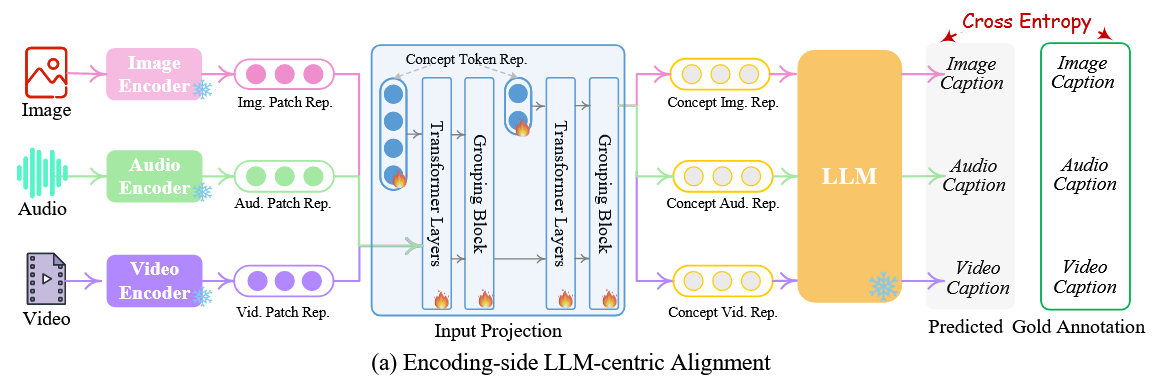 Cross Entropy
Image
Encoder
Image
Img. Patch Rep.
Audio
Encoder
Audio
Aud. Patch Rep.
Video
Encoder
Video
Vid. Patch Rep.
Concept Token Rep.
Transformer Layers
Grouping Block
Transformer Layers
Grouping Block
Input Projection
Concept Img. Rep.
Concept Aud. Rep.
Concept Vid. Rep.
LLM
Image
Caption
Audio
Caption
Video
Caption
Predicted
Image
Caption
Audio
Caption
Video
Caption
Gold Annotation
(a) Encoding-side LLM-centric Alignment